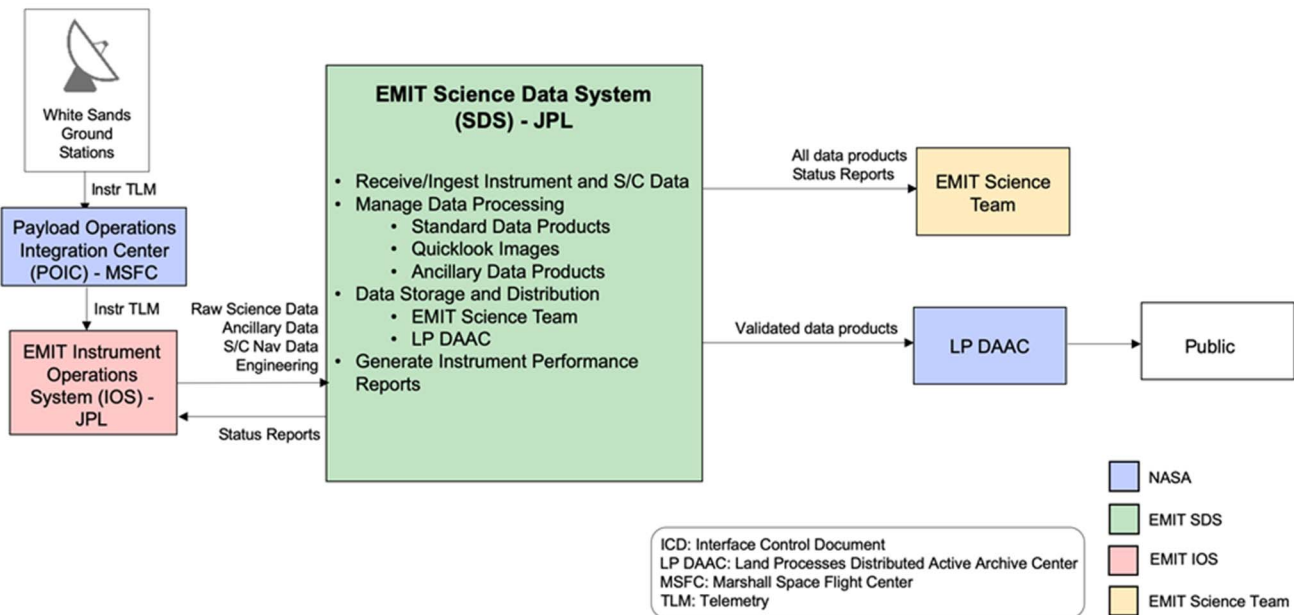 White Sands
Ground
Stations
Instr TLM
Payload Operations
Integration Center
(POIC) - MSFC
Instr TLM
EMIT Instrument
Operations
System (IOS) -
JPL
Raw Science Data
Ancillary Data
S/C Nav Data
Engineering
Status Reports
EMIT Science Data System
(SDS) - JPL
• Receive/Ingest Instrument and S/C Data
• Manage Data Processing
• Standard Data Products
• Quicklook Images
• Ancillary Data Products
• Data Storage and Distribution
• EMIT Science Team
• LP DAAC
• Generate Instrument Performance
Reports
All data products
Status Reports
EMIT Science
Team
Validated data products
LP DAAC
Public
NASA
EMIT SDS
EMIT IOS
EMIT Science Team
ICD: Interface Control Document
LP DAAC: Land Processes Distributed Active Archive Center
MSFC: Marshall Space Flight Center
TLM: Telemetry